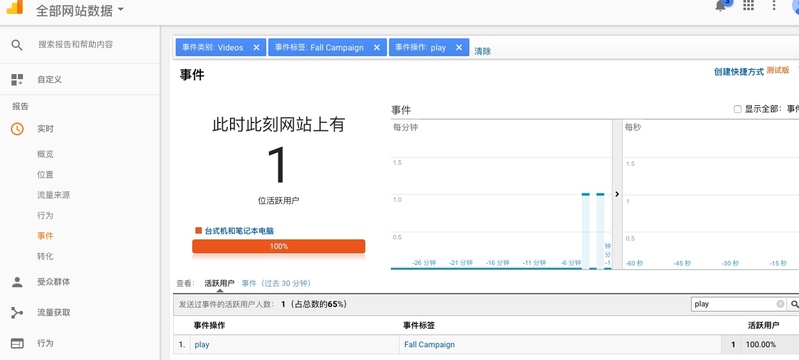 全部网站数据
3
搜索报告和帮助内容
自定义
报告
实时
概览
位置
流量来源
行为
事件
转化
受众群体
流量获取
行为
事件类别: Videos
事件标签: Fall Campaign
事件操作: play
清除
事件
创建快捷方式 测试版
此时此刻网站上有
1
位活跃用户
台式机和笔记本电脑
100%
事件
显示全部: 事件
每分钟
1.5
1.0
0.5
-26 分钟 -21 分钟 -16 分钟 -11 分钟 -6 分钟
每秒
1.5
1
0.5
-60 秒 -45 秒 -30 秒 -15 秒
查看: 活跃用户 事件 (过去 30 分钟)
发送过事件的活跃用户人数: 1 (占总数的65%)
play
事件操作 事件标签 活跃用户
1. play Fall Campaign 1 100.00%